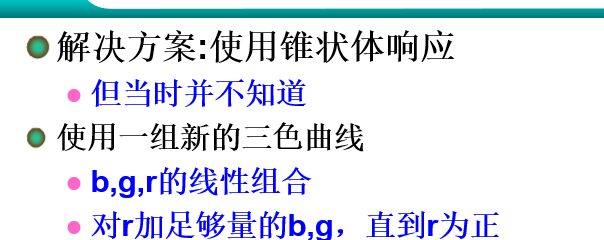 解决方案:使用锥状体响应
但当时并不知道
使用一组新的三色曲线
b,g,r的线性组合
对r加足够量的b,g，直到r为正